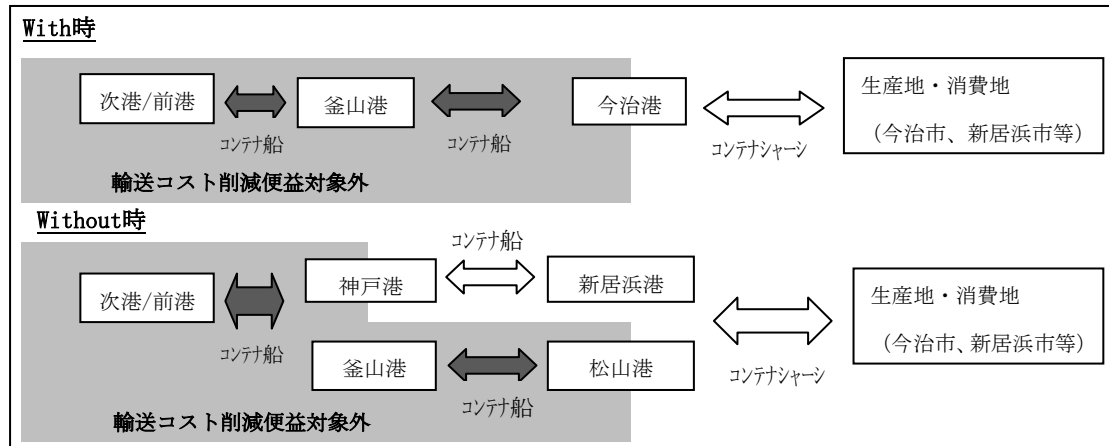 With時
次港/前港
釜山港
今治港
生産地・消費地
（今治市、新居浜市等）
コンテナ船
コンテナ船
コンテナシャーシ
輸送コスト削減便益対象外
Without時
コンテナ船
次港/前港
神戸港
新居浜港
生産地・消費地
（今治市、新居浜市等）
コンテナ船
釜山港
松山港
コンテナシャーシ
コンテナ船
輸送コスト削減便益対象外